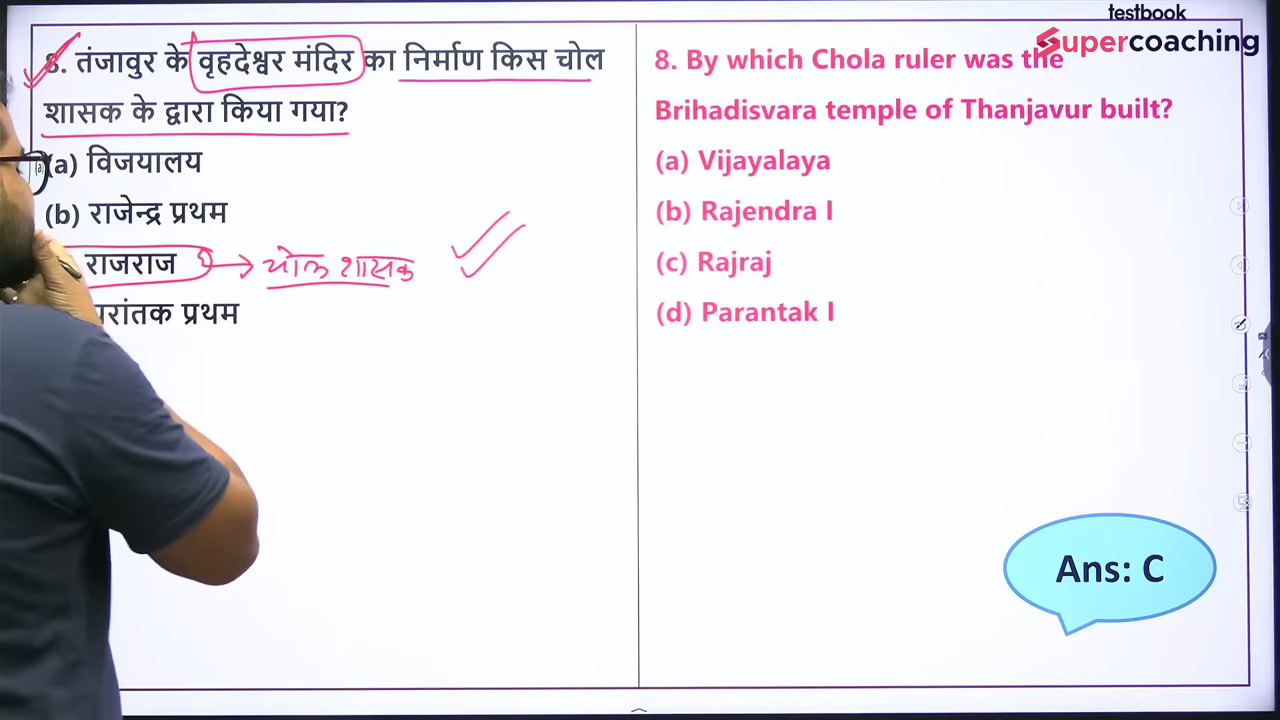 testbook
Supercoaching
8. तंजावुर के वृहदेश्वर मंदिर का निर्माण किस चोल
शासक के द्वारा किया गया?
(a) विजयालय
(b) राजेन्द्र प्रथम
राजराज → चोल शासक
परांतक प्रथम
8. By which Chola ruler was the
Brihadisvara temple of Thanjavur built?
(a) Vijayalaya
(b) Rajendra I
(c) Rajraj
(d) Parantak I
Ans: C